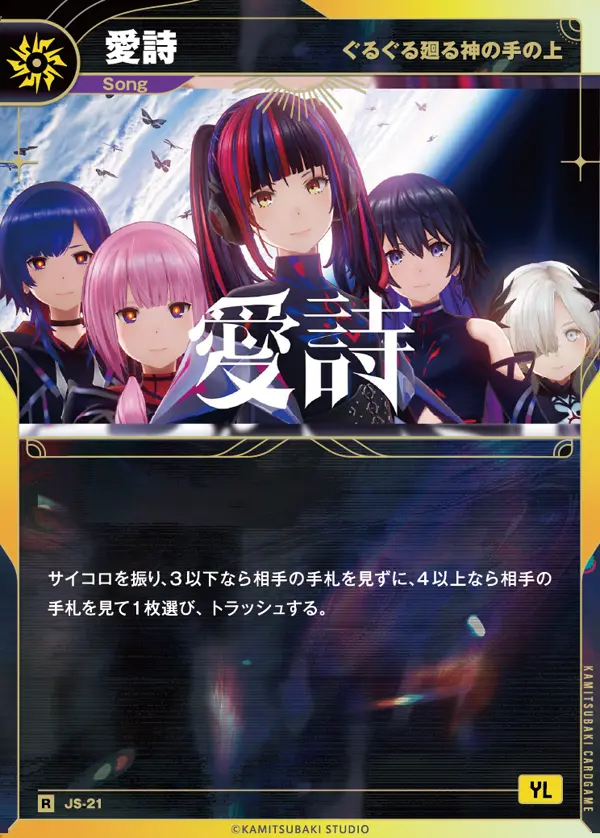 愛詩
ぐるぐる廻る神の手の上
Song
愛詩
サイコロを振り、3以下なら相手の手札を見ずに、4以上なら相手の
手札を見て1枚選び、トラッシュする。
KAMITSUBAKI CARDGAME
R JS-21
YL
©KAMITSUBAKI STUDIO